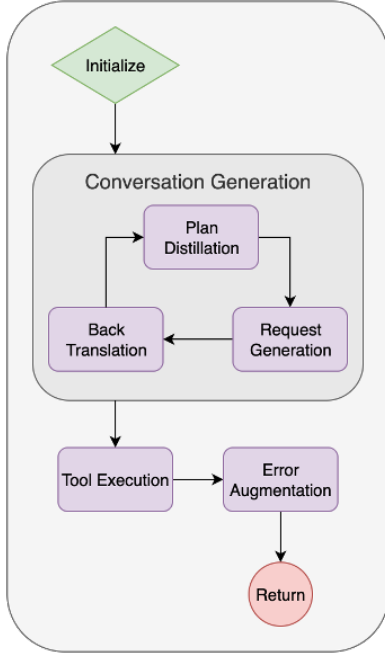 Initialize
Conversation Generation
Plan
Distillation
Back
Translation
Request
Generation
Tool Execution
Error
Augmentation
Return